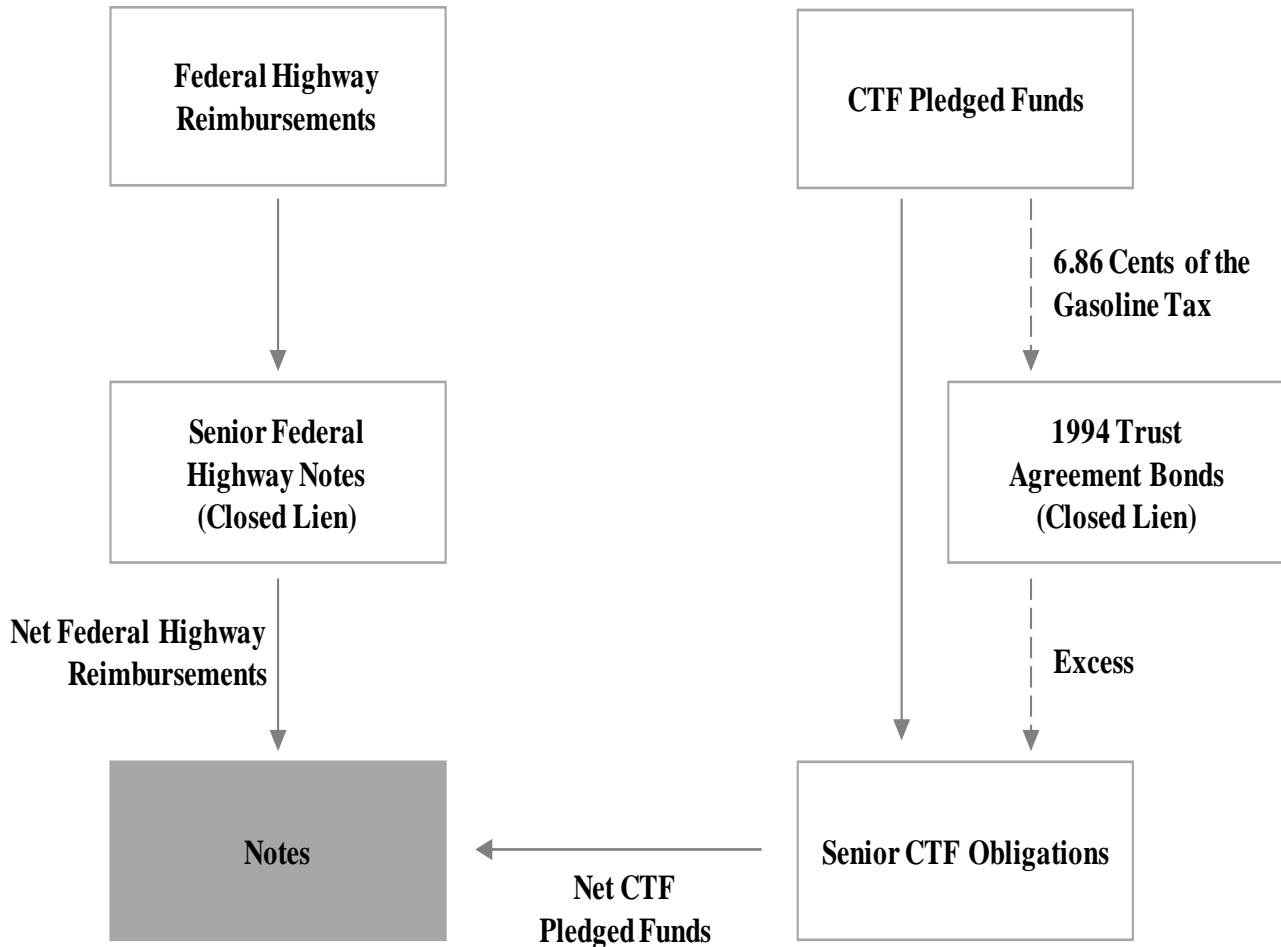 Federal Highway
Reimbursements
CTF Pledged Funds
6.86 Cents of the
Gasoline Tax
Senior Federal
Highway Notes
(Closed Lien)
1994 Trust
Agreement Bonds
(Closed Lien)
Net Federal Highway
Reimbursements
Excess
Notes
Senior CTF Obligations
Net CTF
Pledged Funds